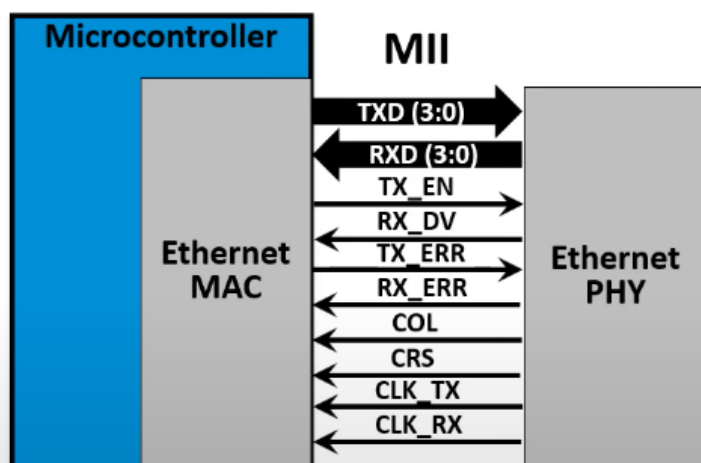 Microcontroller
MII
TXD (3:0)
RXD (3:0)
TX_EN
RX_DV
TX_ERR
RX_ERR
COL
CRS
CLK_TX
CLK_RX
Ethernet
MAC
Ethernet
PHY